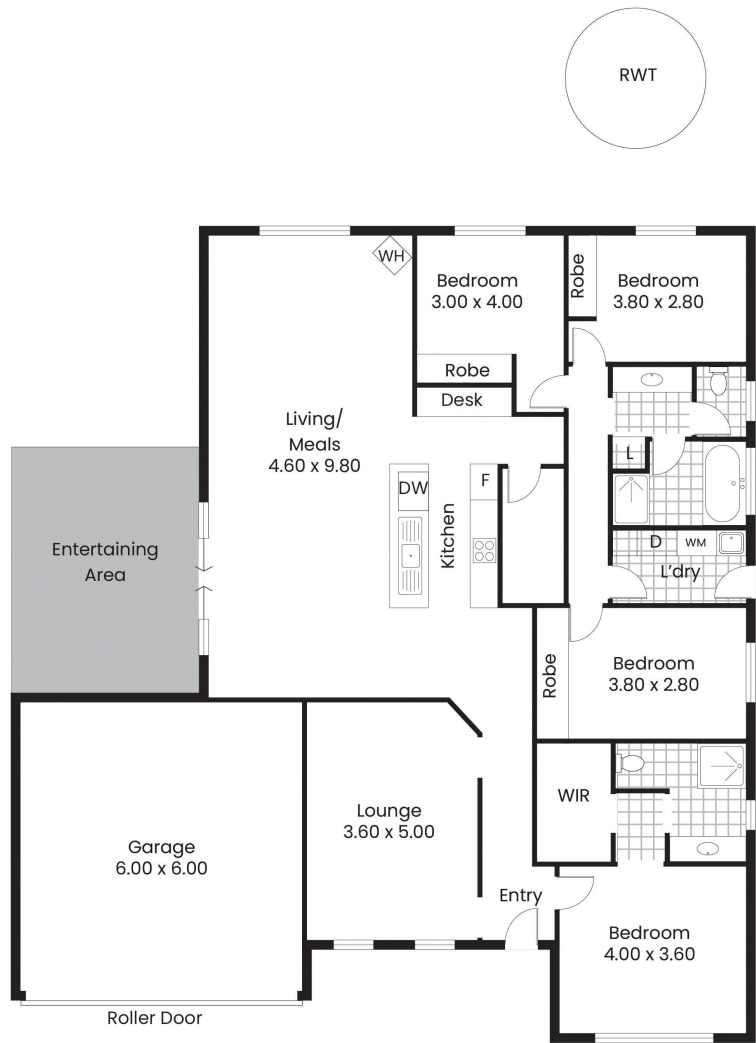 RWT
WH
Bedroom
3.00 x 4.00
Robe
Robe
Bedroom
3.80 x 2.80
Desk
Living/
Meals
4.60 x 9.80
L
DW
F
Kitchen
D
WM
L'dry
Entertaining
Area
Robe
Bedroom
3.80 x 2.80
WIR
Lounge
3.60 x 5.00
Garage
6.00 x 6.00
Entry
Bedroom
4.00 x 3.60
Roller Door